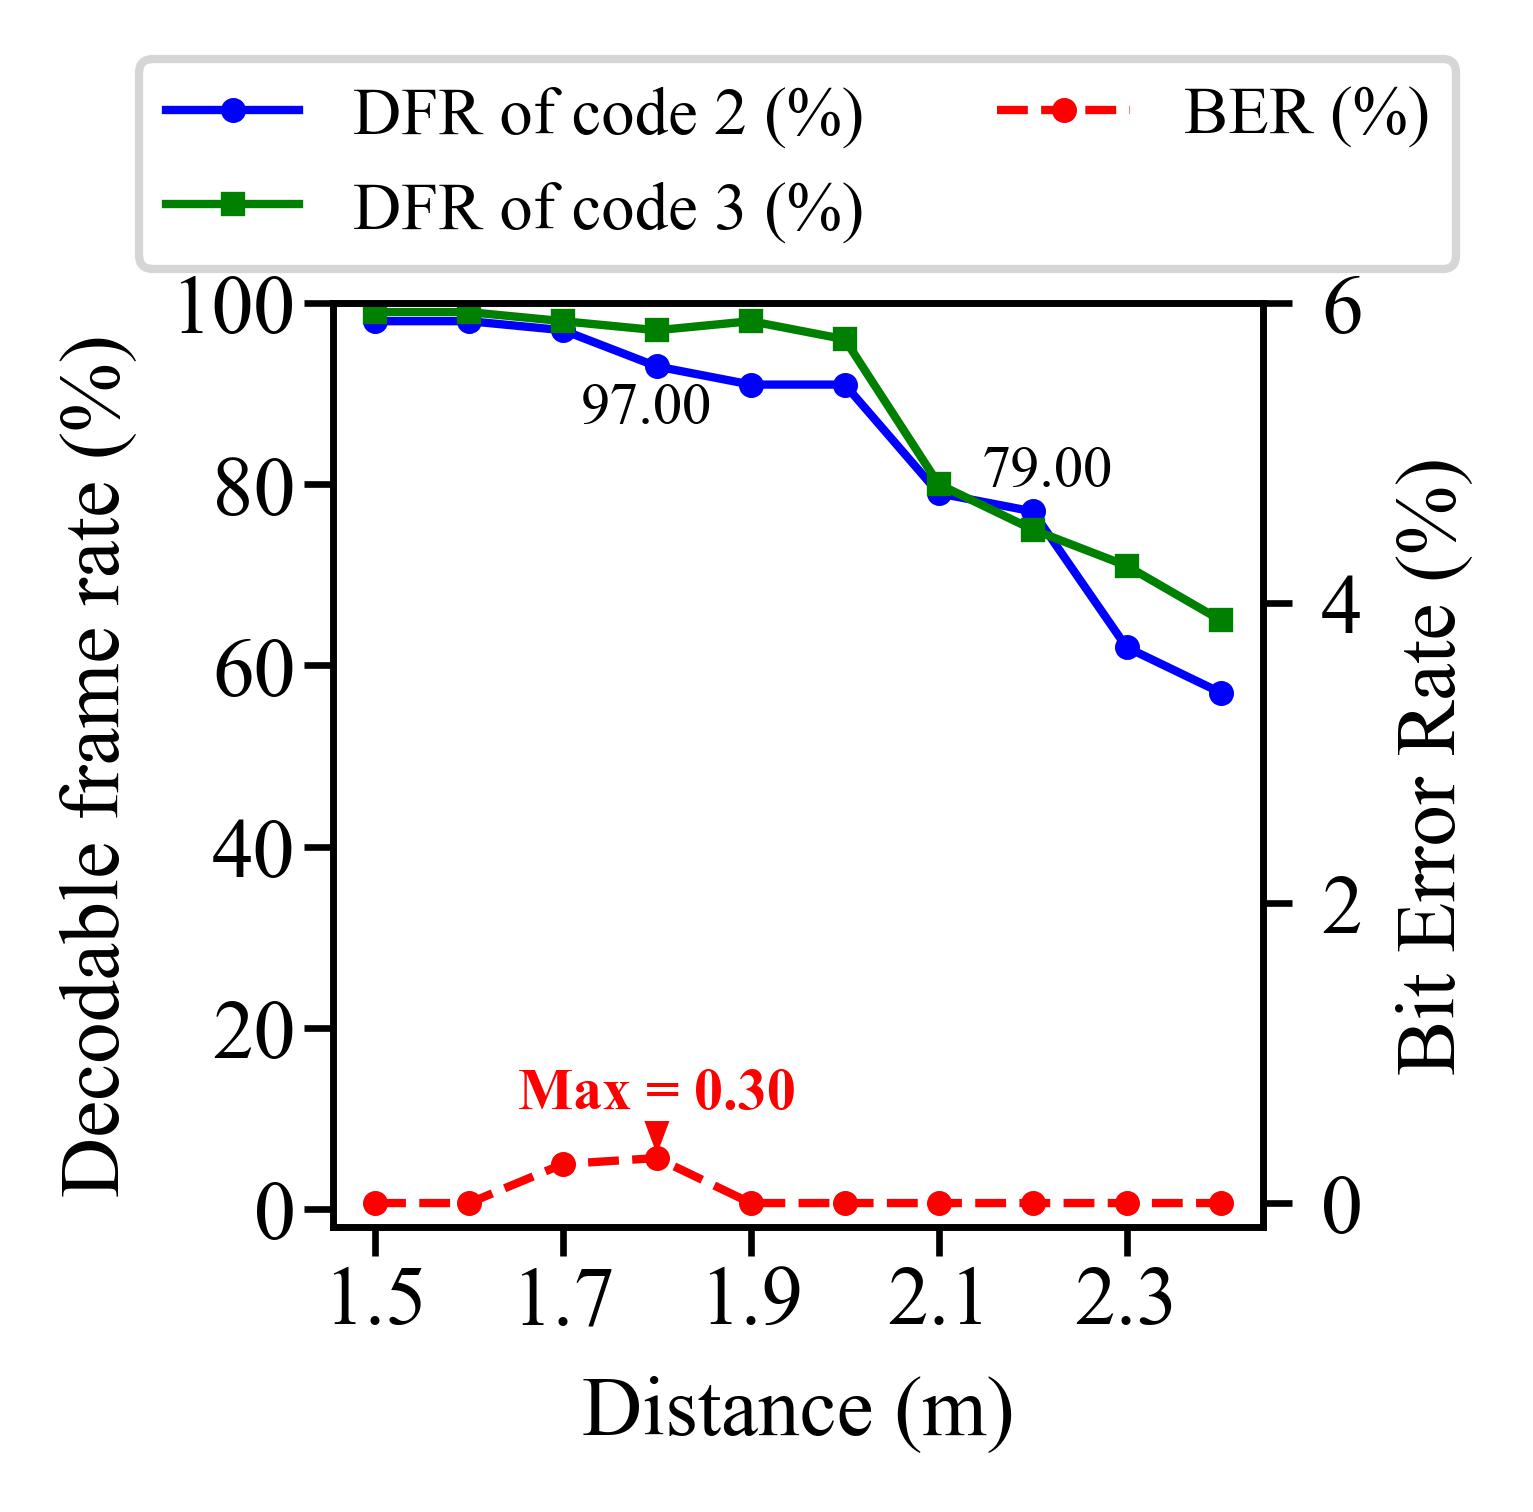 DFR of code 2 (%)
BER (%)
DFR of code 3 (%)
100
80
60
40
20
0
Decodable frame rate (%)
97.00
79.00
Max = 0.30
6
4
2
0
Bit Error Rate (%)
1.5
1.7
1.9
2.1
2.3
Distance (m)